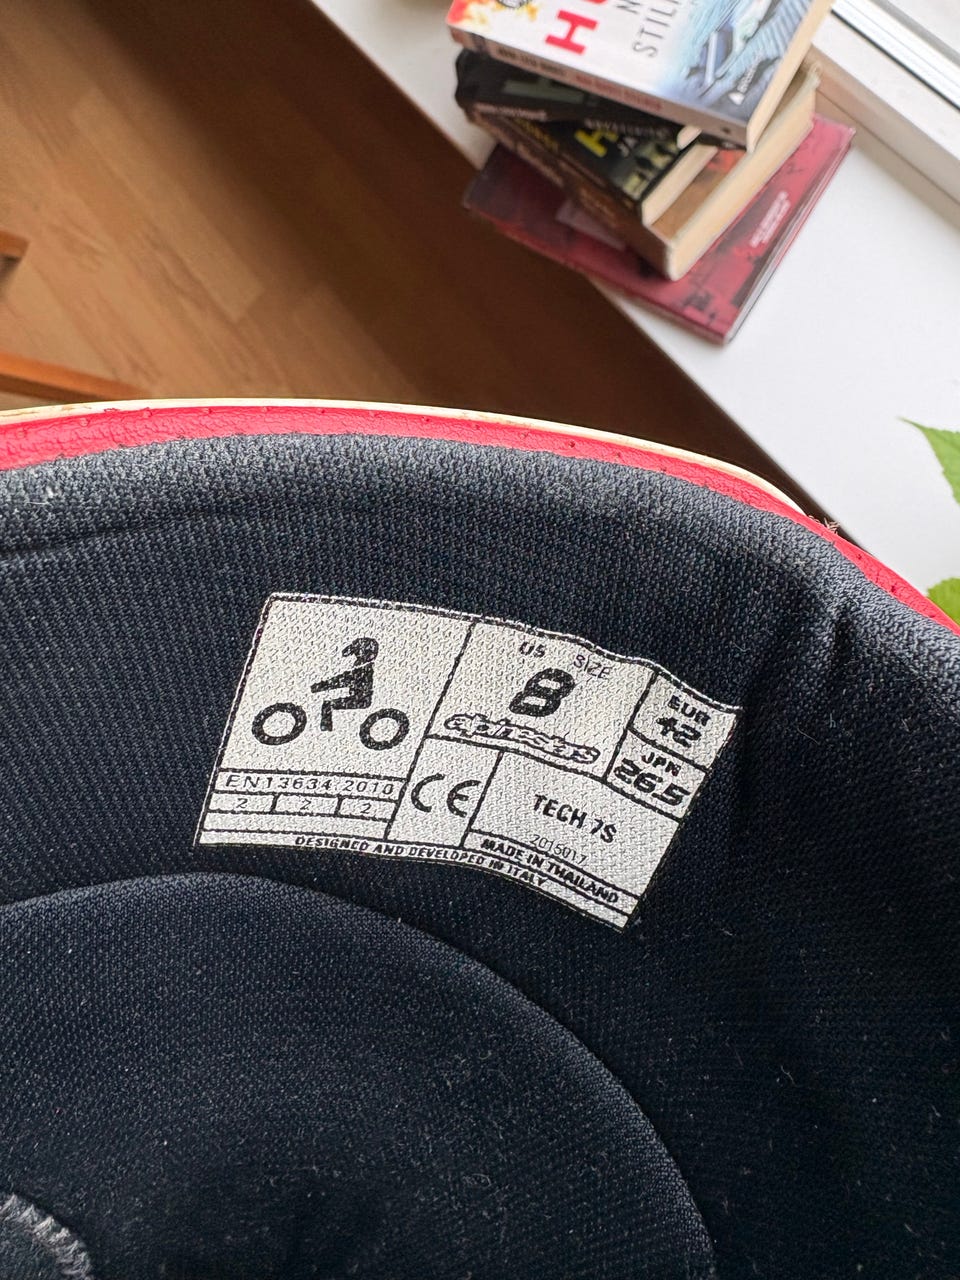 US SIZE
8
alpinestars
EUR
42
JPN
26.5
EN13634 2010
2 2 2
CE
TECH 7S
2015017
MADE IN THAILAND
DESIGNED AND DEVELOPED IN ITALY